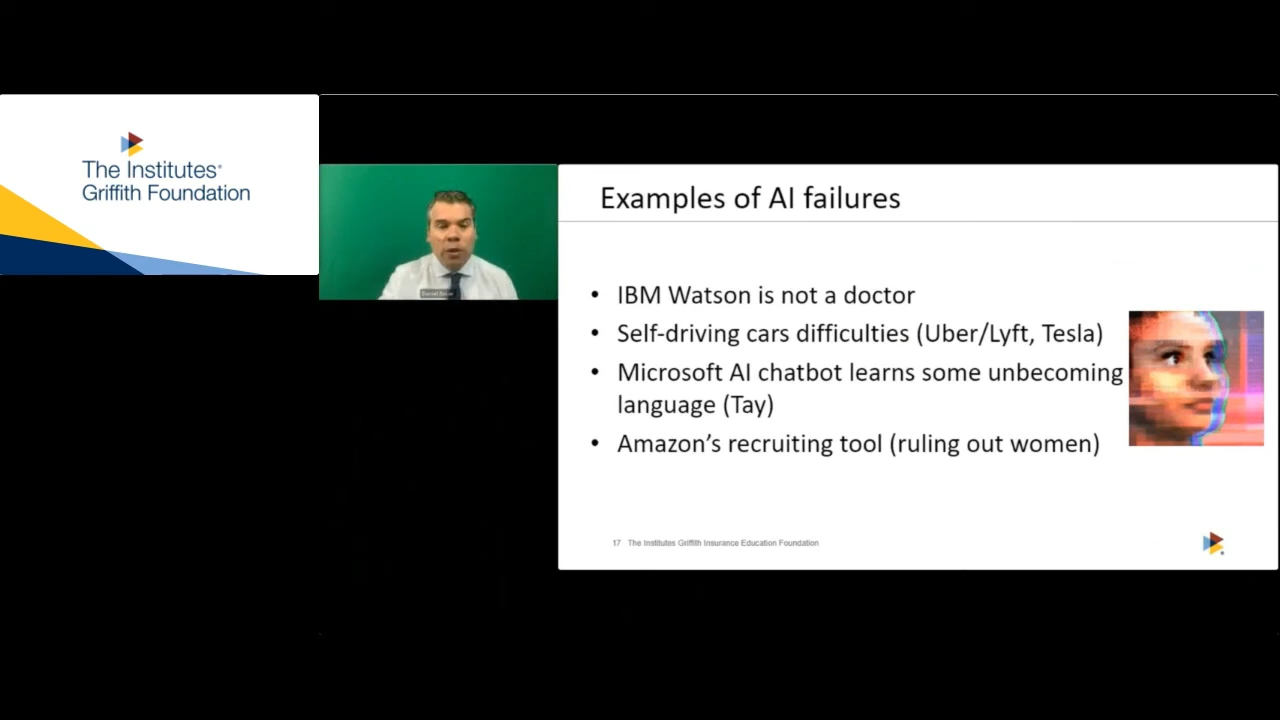 The Institutes®
Griffith Foundation
Examples of AI failures
• IBM Watson is not a doctor
• Self-driving cars difficulties (Uber/Lyft, Tesla)
• Microsoft AI chatbot learns some unbecoming
language (Tay)
• Amazon’s recruiting tool (ruling out women)
17 The Institutes Griffith Insurance Education Foundation